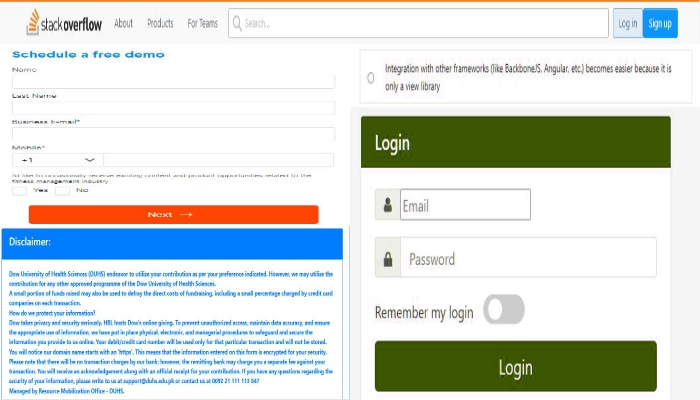 stackoverflow
About
Products
For Teams
Search...
Log in
Sign up
Schedule a free demo
Name
Last Name
Business E-mail*
Mobile*
+1
to occasionally receive exciting content and product opportunities related to the
fitness management industry
Yes
No
Next →
Disclaimer:
Dow University of Health Sciences (DUHS) endeavor to utilize your contribution as per your preference indicated. However, we may utilise the
contribution for any other approved programme of the Dow University of Health Sciences.
A small portion of funds raised may also be used to defray the direct costs of fundraising, including a small percentage charged by credit card
companies on each transaction.
How do we protect your information?
Dow takes privacy and security seriously. HBL hosts Dow's online giving. To prevent unauthorized access, maintain data accuracy, and ensure
the appropriate use of information, we have put in place physical, electronic, and managerial procedures to safeguard and secure the
information you provide to us online. Your debit/credit card number will be used only for that particular transaction and will not be stored.
You will notice our domain name starts with an 'https'. This means that the information entered on this form is encrypted for your security.
Please note that there will be no transaction charges by our bank; however, the remitting bank may charge you a separate fee against your
transaction. You will receive an acknowledgement along with an official receipt for your contribution. If you have any questions regarding the
security of your information, please write to us at support@duhs.edu.pk or contact us at 0092 21 111 113 847
Managed by Resource Mobilization Office - DUHS.
Integration with other frameworks (like Backbone/S, Angular, etc.) becomes easier because it is
only a view library
Login
Email
Password
Remember my login
Login